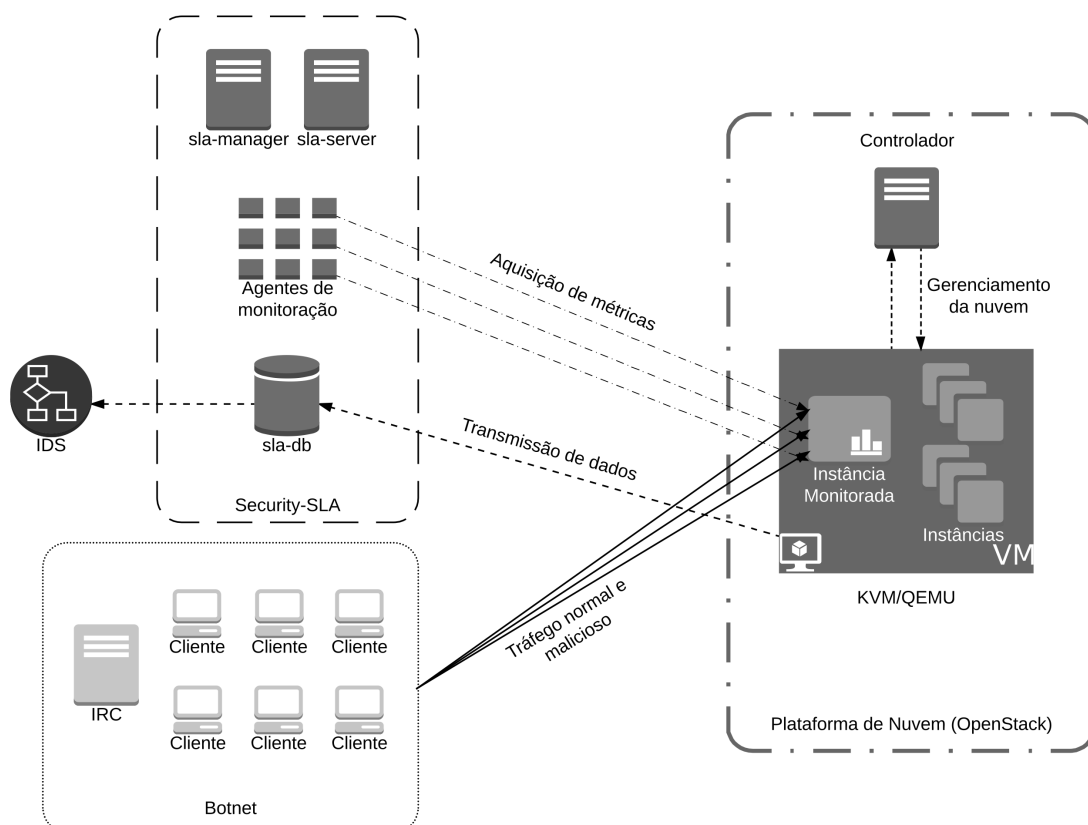 sla-manager sla-server
Agentes de
monitoração
IDS
sla-db
Security-SLA
Aquisição de métricas
Transmissão de dados
Tráfego normal e
malicioso
Controlador
Gerenciamento
da nuvem
Instância
Monitorada
Instâncias
VM
KVM/QEMU
Plataforma de Nuvem (OpenStack)
IRC
Cliente Cliente Cliente
Cliente Cliente Cliente
Botnet